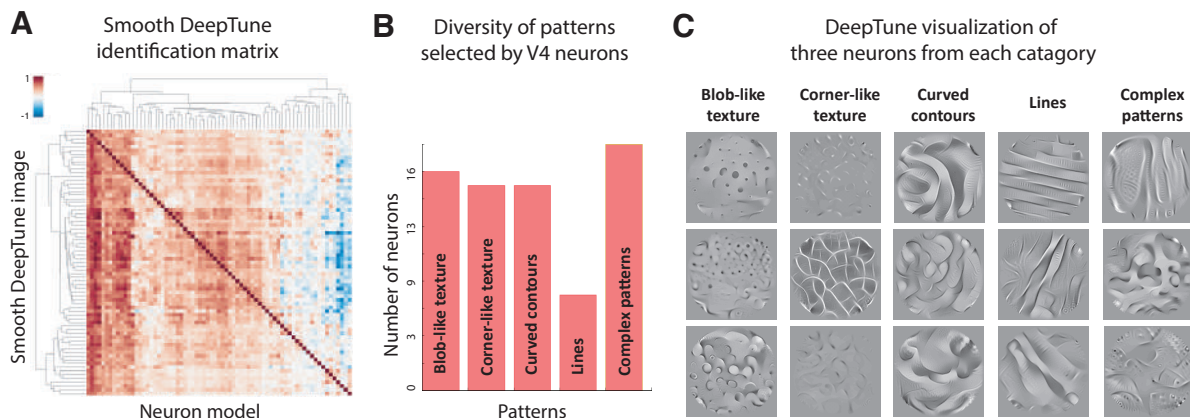 A
Smooth DeepTune
identification matrix
1
-1
Smooth DeepTune image
Neuron model
B
Diversity of patterns
selected by V4 neurons
Number of neurons
16
13
9
3
0
Blob-like texture
Corner-like texture
Curved contours
Lines
Complex patterns
Patterns
C
DeepTune visualization of
three neurons from each catagory
Blob-like
texture
Corner-like
texture
Curved
contours
Lines
Complex
patterns